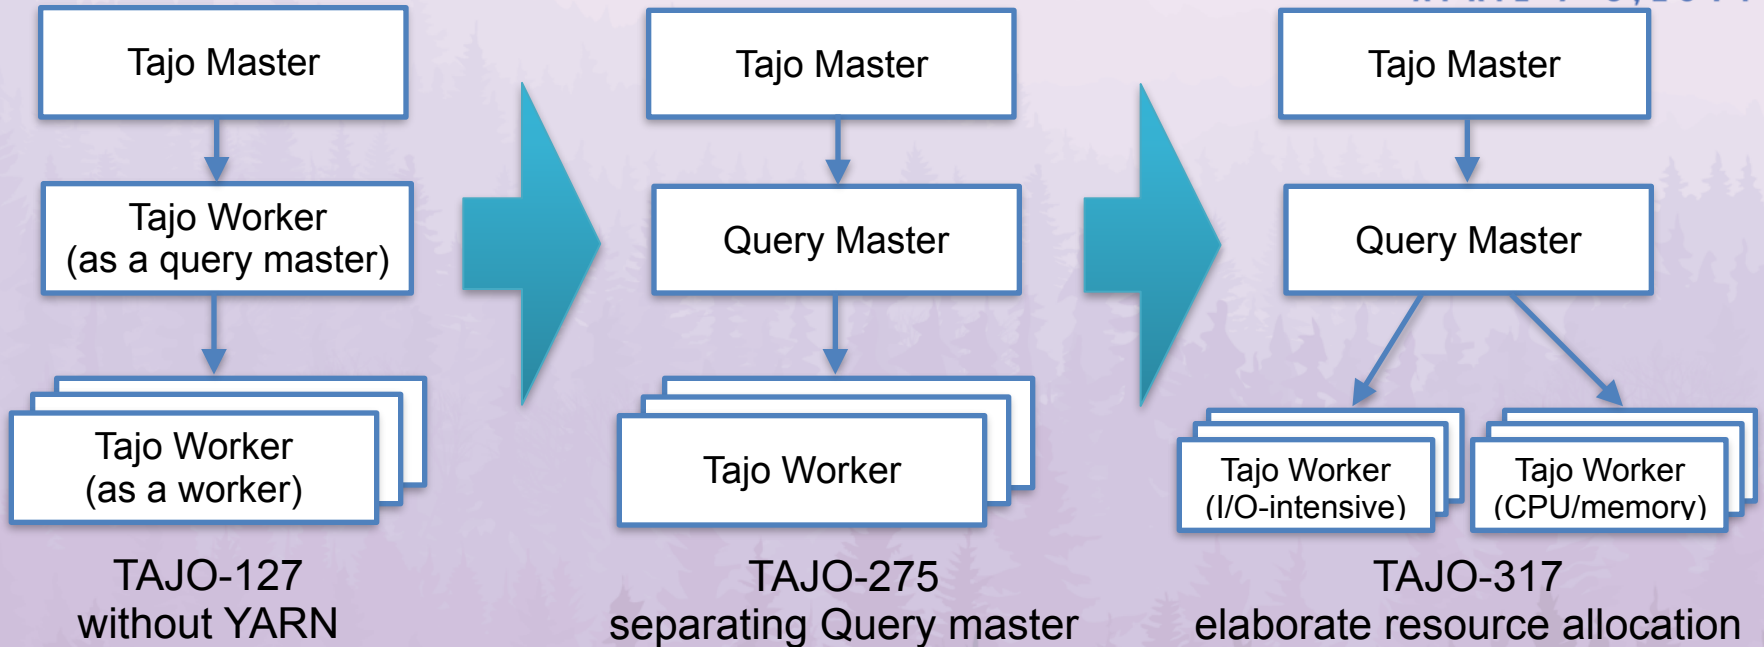 Tajo Master
Tajo Worker
(as a query master)
Tajo Worker
(as a worker)
TAJO-127
without YARN
Tajo Master
Query Master
Tajo Worker
TAJO-275
separating Query master
Tajo Master
Query Master
Tajo Worker
(I/O-intensive)
Tajo Worker
(CPU/memory)
TAJO-317
elaborate resource allocation